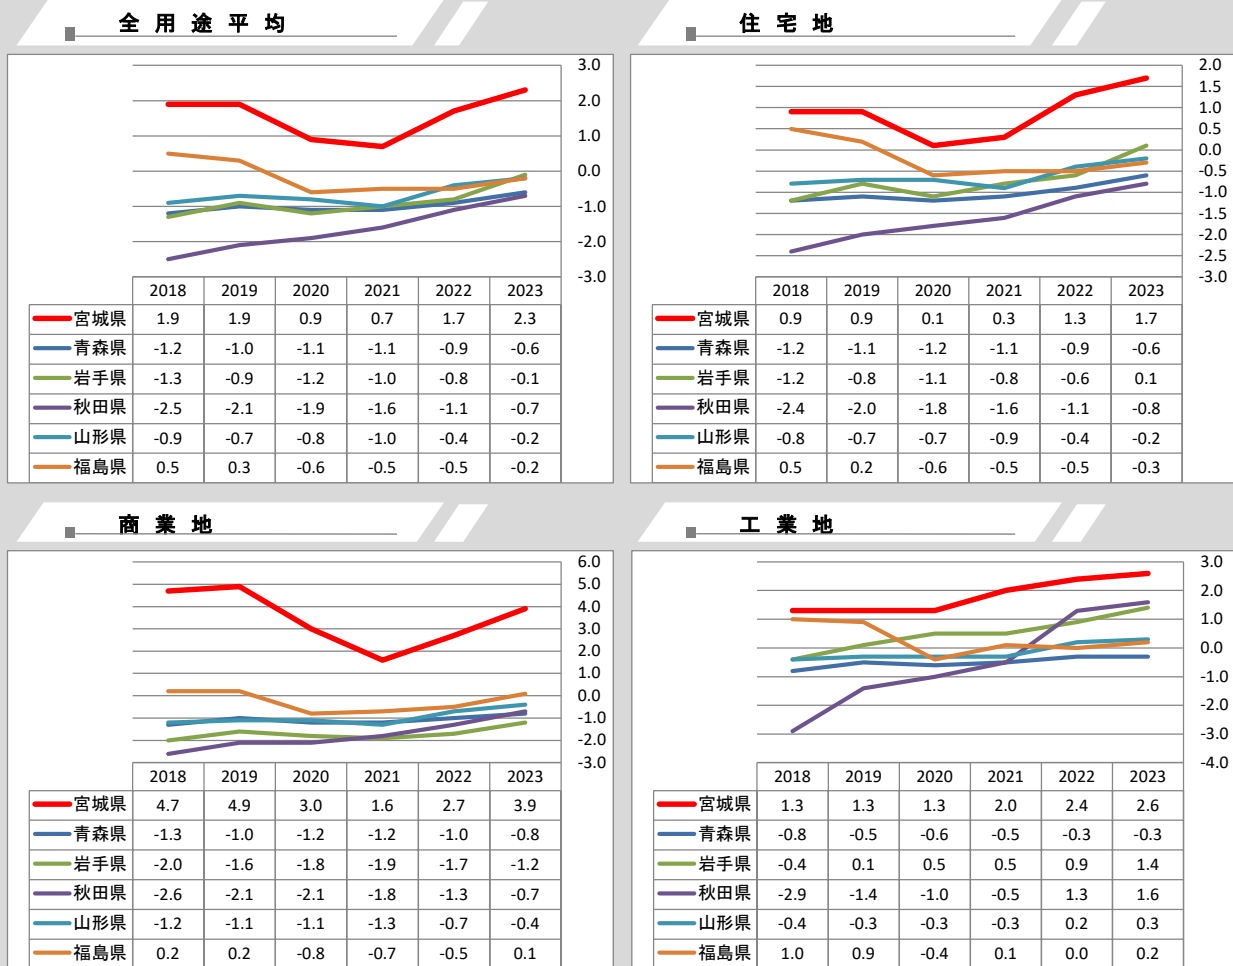 全用途平均
3.0
2.0
1.0
0.0
-1.0
-2.0
-3.0
2018 2019 2020 2021 2022 2023
宮城県 1.9 1.9 0.9 0.7 1.7 2.3
青森県 -1.2 -1.0 -1.1 -1.1 -0.9 -0.6
岩手県 -1.3 -0.9 -1.2 -1.0 -0.8 -0.1
秋田県 -2.5 -2.1 -1.9 -1.6 -1.1 -0.7
山形県 -0.9 -0.7 -0.8 -1.0 -0.4 -0.2
福島県 0.5 0.3 -0.6 -0.5 -0.5 -0.2
住宅地
2.0
1.5
1.0
0.5
0.0
-0.5
-1.0
-1.5
-2.0
-2.5
-3.0
2018 2019 2020 2021 2022 2023
宮城県 0.9 0.9 0.1 0.3 1.3 1.7
青森県 -1.2 -1.1 -1.2 -1.1 -0.9 -0.6
岩手県 -1.2 -0.8 -1.1 -0.8 -0.6 0.1
秋田県 -2.4 -2.0 -1.8 -1.6 -1.1 -0.8
山形県 -0.8 -0.7 -0.7 -0.9 -0.4 -0.2
福島県 0.5 0.2 -0.6 -0.5 -0.5 -0.3
商業地
6.0
5.0
4.0
3.0
2.0
1.0
0.0
-1.0
-2.0
-3.0
2018 2019 2020 2021 2022 2023
宮城県 4.7 4.9 3.0 1.6 2.7 3.9
青森県 -1.3 -1.0 -1.2 -1.2 -1.0 -0.8
岩手県 -2.0 -1.6 -1.8 -1.9 -1.7 -1.2
秋田県 -2.6 -2.1 -2.1 -1.8 -1.3 -0.7
山形県 -1.2 -1.1 -1.1 -1.3 -0.7 -0.4
福島県 0.2 0.2 -0.8 -0.7 -0.5 0.1
工業地
3.0
2.0
1.0
0.0
-1.0
-2.0
-3.0
-4.0
2018 2019 2020 2021 2022 2023
宮城県 1.3 1.3 1.3 2.0 2.4 2.6
青森県 -0.8 -0.5 -0.6 -0.5 -0.3 -0.3
岩手県 -0.4 0.1 0.5 0.5 0.9 1.4
秋田県 -2.9 -1.4 -1.0 -0.5 1.3 1.6
山形県 -0.4 -0.3 -0.3 -0.3 0.2 0.3
福島県 1.0 0.9 -0.4 0.1 0.0 0.2